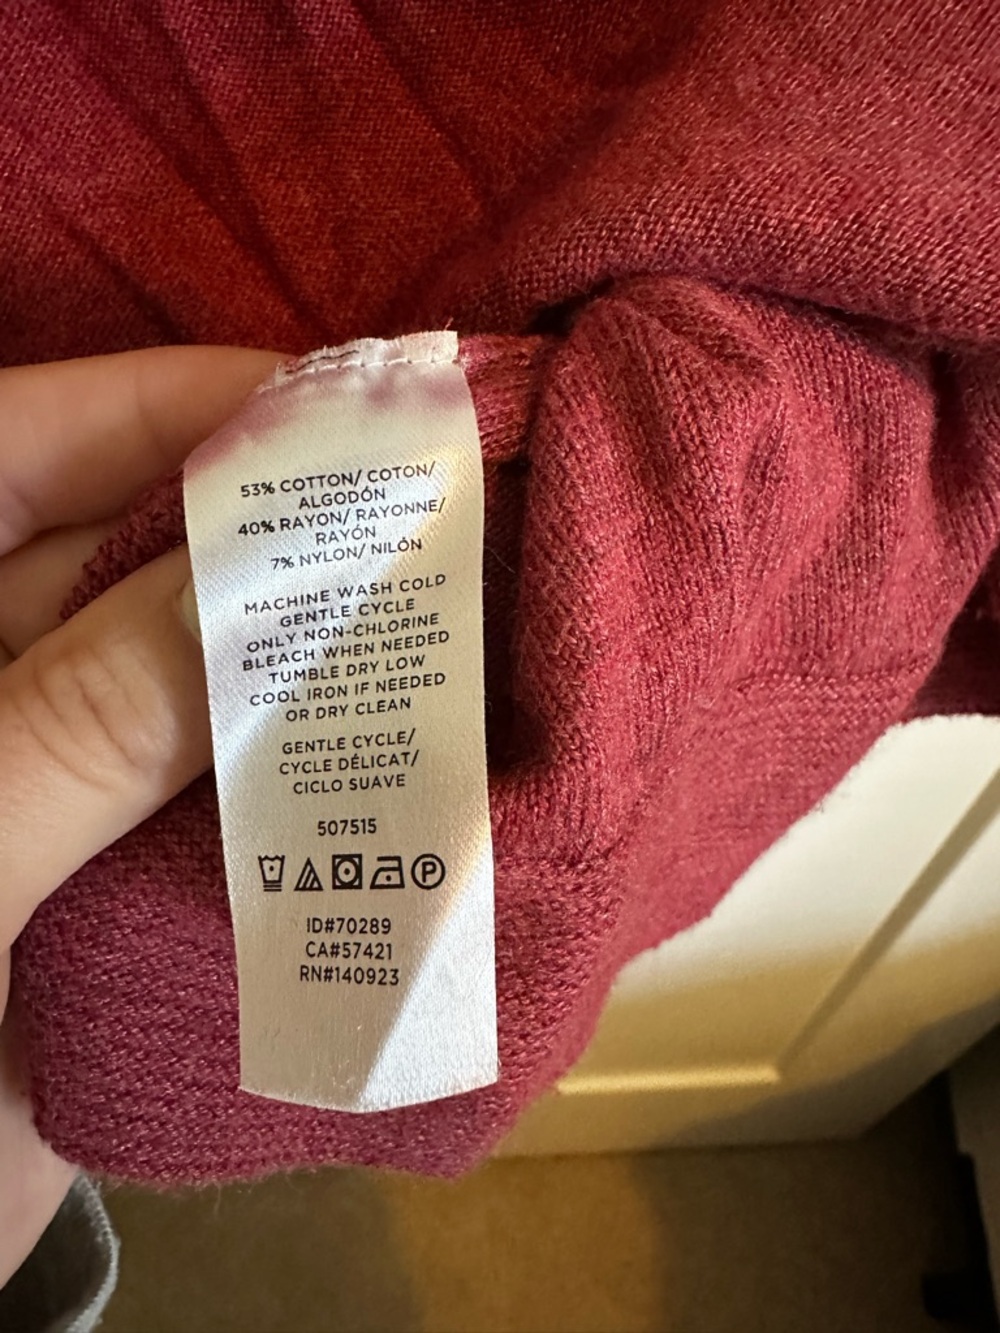 53% COTTON/ COTON/
ALGODÓN
40% RAYON/ RAYONNE/
RAYÓN
7% NYLON/ NILÓN
MACHINE WASH COLD
GENTLE CYCLE
ONLY NON-CHLORINE
BLEACH WHEN NEEDED
TUMBLE DRY LOW
COOL IRON IF NEEDED
OR DRY CLEAN
GENTLE CYCLE/
CYCLE DÉLICAT/
CICLO SUAVE
507515
P
ID#70289
CA#57421
RN#140923